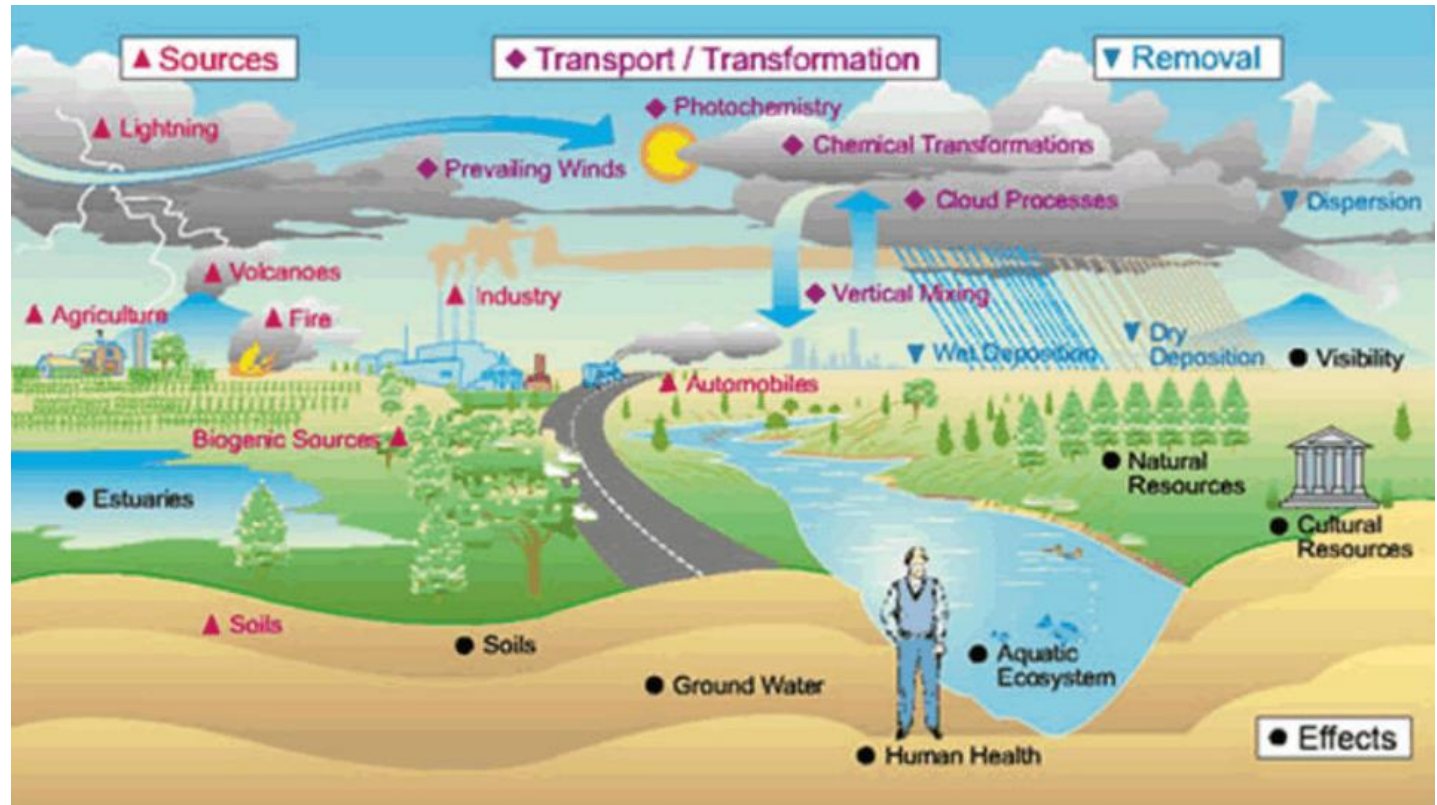 Sources
Transport / Transformation
Removal
Photochemistry
Lightning
Chemical Transformations
Prevailing Winds
Cloud Processes
Dispersion
Volcanoes
Industry
Vertical Mixing
Agriculture
Fire
Wet Deposition
Dry
Deposition
Visibility
Automobiles
Biogenic Sources
Natural
Resources
Estuaries
Cultural
Resources
Soils
Soils
Aquatic
Ecosystem
Ground Water
Effects
Human Health